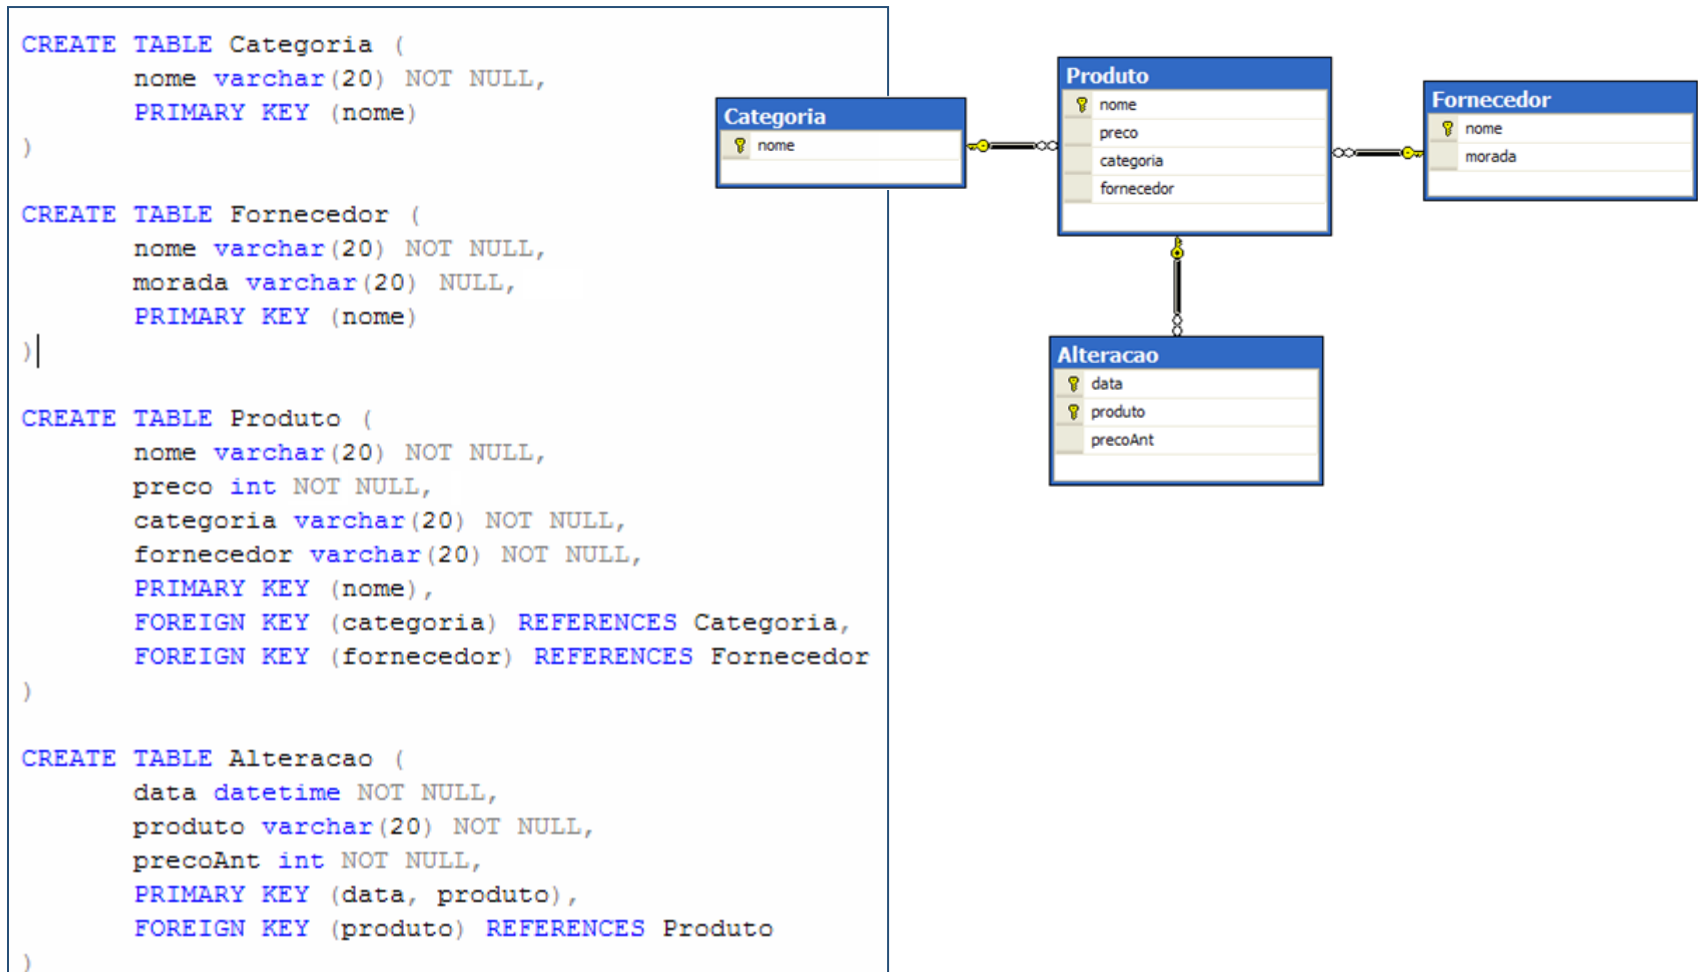 CREATE TABLE Categoria (
nome varchar(20) NOT NULL,
PRIMARY KEY (nome)
)
CREATE TABLE Fornecedor (
nome varchar(20) NOT NULL,
morada varchar(20) NULL,
PRIMARY KEY (nome)
)
CREATE TABLE Produto (
nome varchar(20) NOT NULL,
preco int NOT NULL,
categoria varchar(20) NOT NULL,
fornecedor varchar(20) NOT NULL,
PRIMARY KEY (nome),
FOREIGN KEY (categoria) REFERENCES Categoria,
FOREIGN KEY (fornecedor) REFERENCES Fornecedor
)
CREATE TABLE Alteracao (
data datetime NOT NULL,
produto varchar(20) NOT NULL,
precoAnt int NOT NULL,
PRIMARY KEY (data, produto),
FOREIGN KEY (produto) REFERENCES Produto
)
Categoria
nome
Produto
nome
preco
categoria
fornecedor
Fornecedor
nome
morada
Alteracao
data
produto
precoAnt